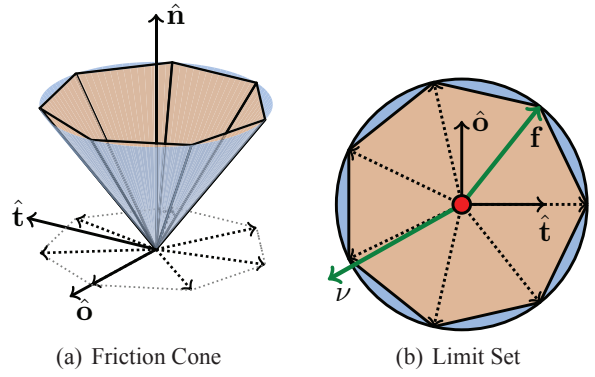 n̂
t̂
ô
(a) Friction Cone
ô
f
t̂
ν
(b) Limit Set